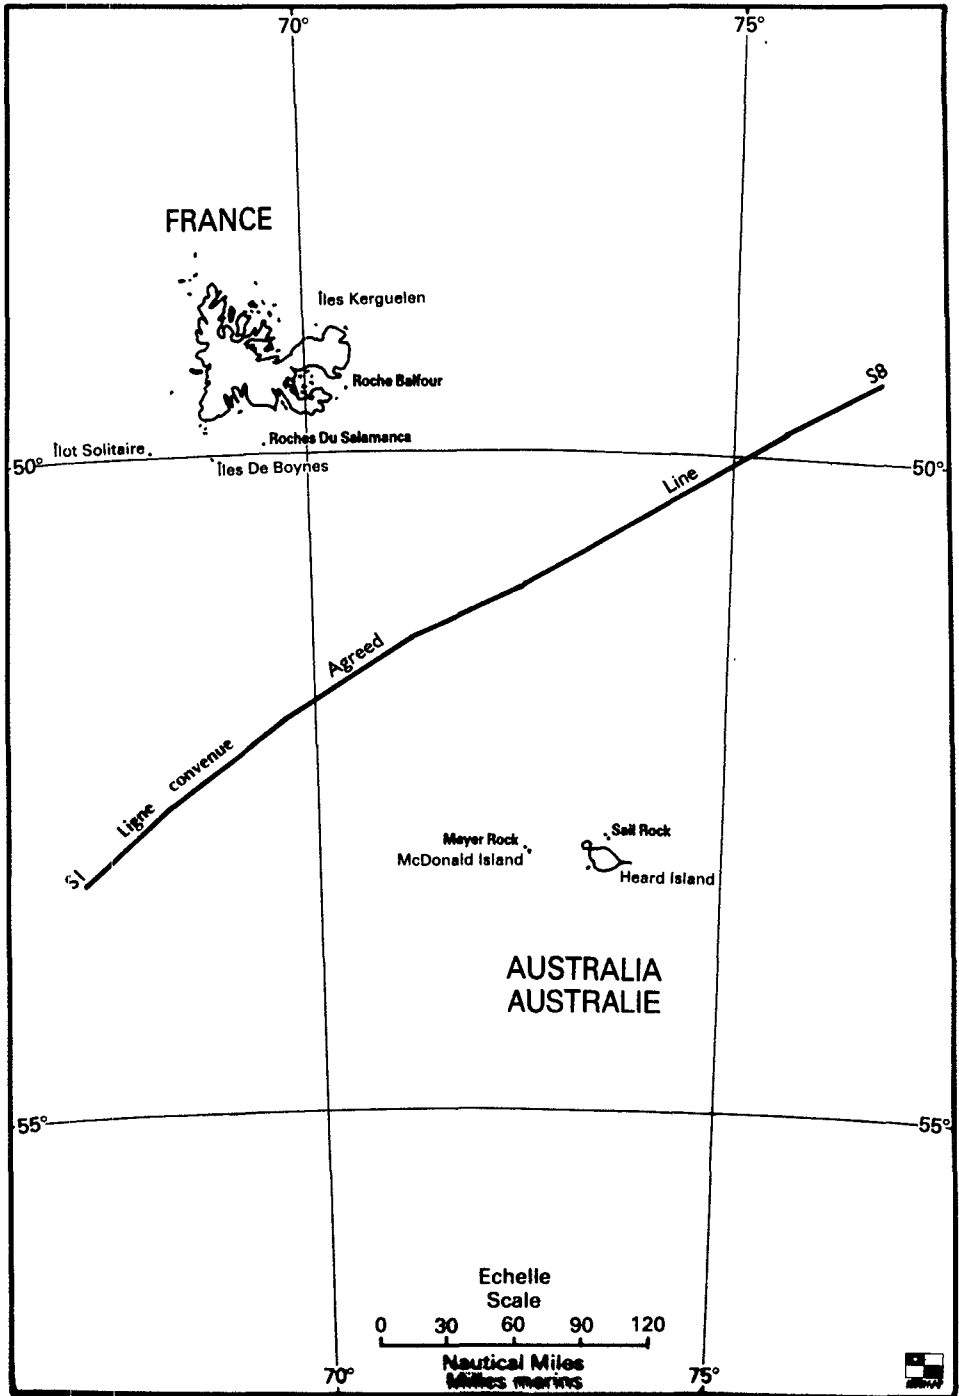 70°
75°
FRANCE
Îles Kerguelen
Roche Balfour
S8
Roches Du Salamanca
Îlot Solitaire
50°
Îles De Boynes
50°
Line
Agreed
Ligne convenue
S1
Sail Rock
Meyer Rock
McDonald Island
Heard Island
AUSTRALIA
AUSTRALIE
55°
55°
Echelle
Scale
0 30 60 90 120
Nautical Miles
Milles marins
70°
75°